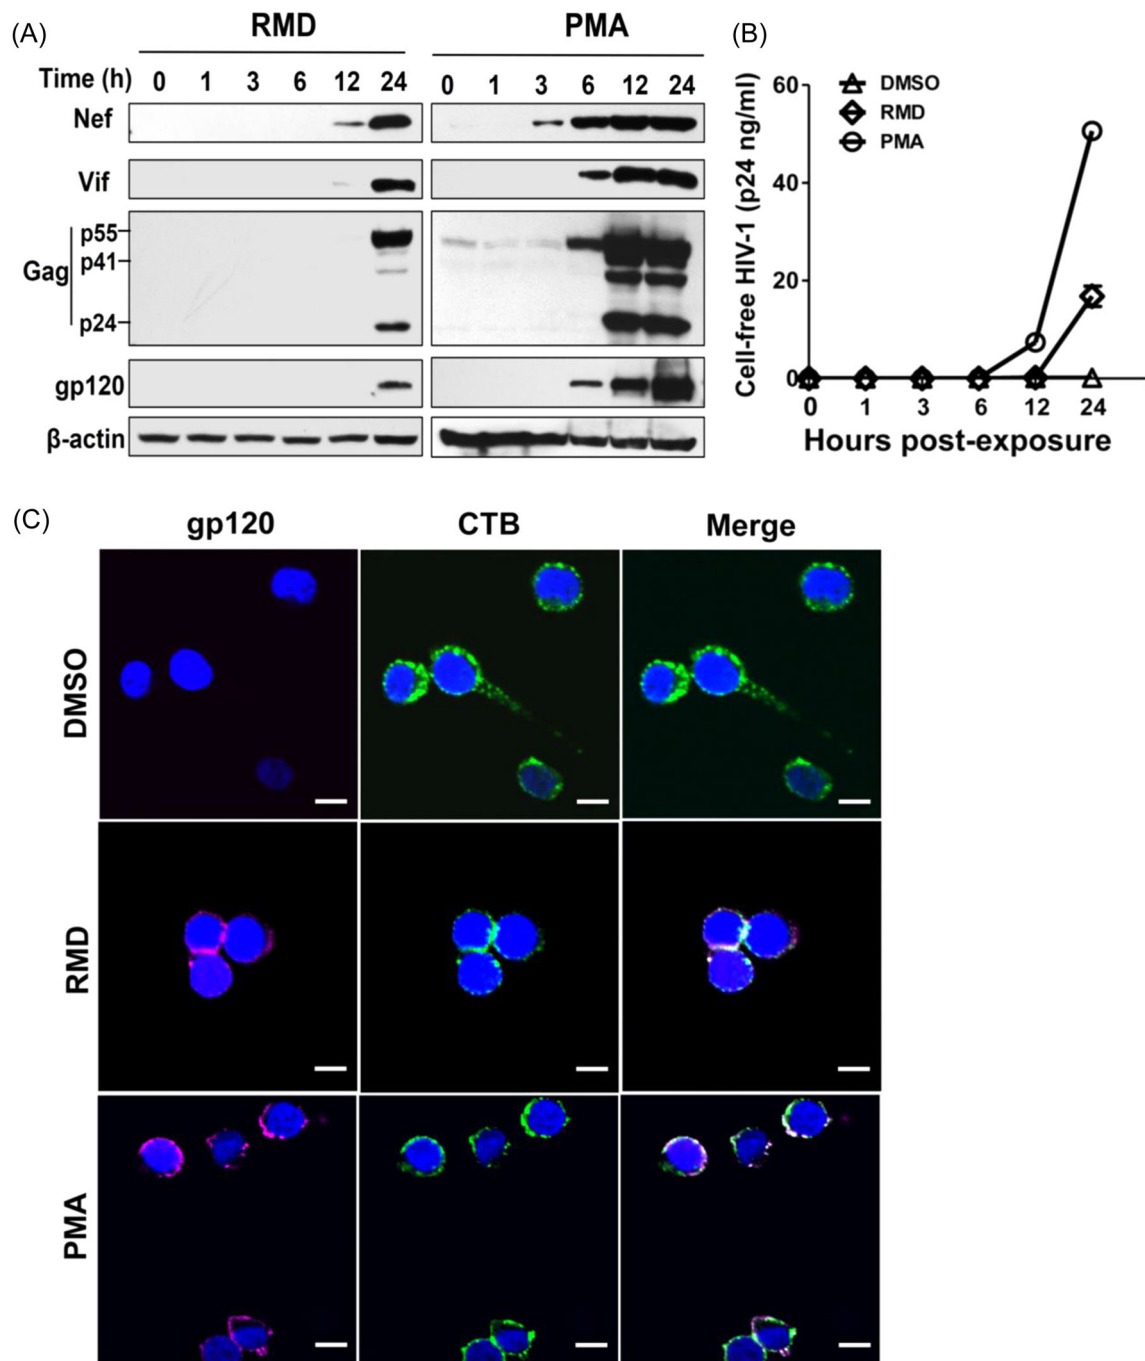 (A)
RMD
PMA
Time (h) 0 1 3 6 12 24 0 1 3 6 12 24
Nef
Vif
Gag
p55
p41
p24
gp120
β-actin
(B)
DMSO
RMD
PMA
Cell-free HIV-1 (p24 ng/ml)
60
40
20
0
0 1 3 6 12 24
Hours post-exposure
(C)
gp120 CTB Merge
DMSO
RMD
PMA